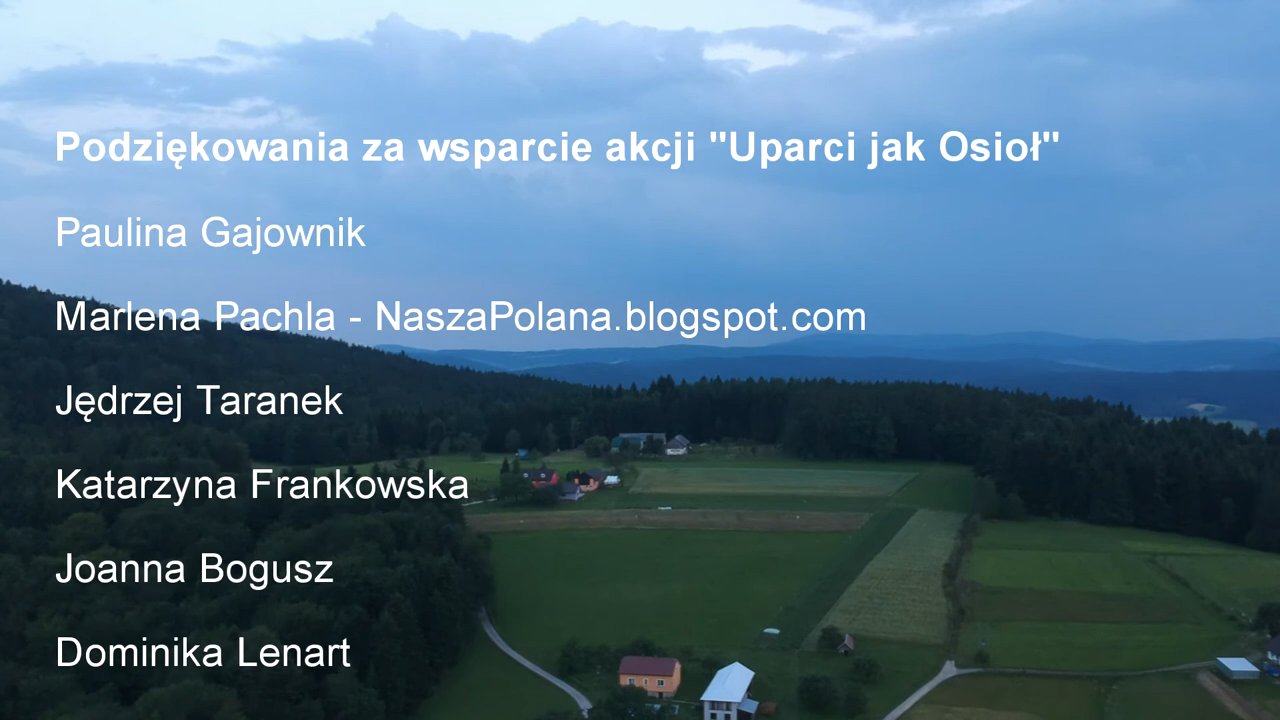 Podziękowania za wsparcie akcji "Uparci jak Osioł"
Paulina Gajownik
Marlena Pachla - NaszaPolana.blogspot.com
Jędrzej Taranek
Katarzyna Frankowska
Joanna Bogusz
Dominika Lenart